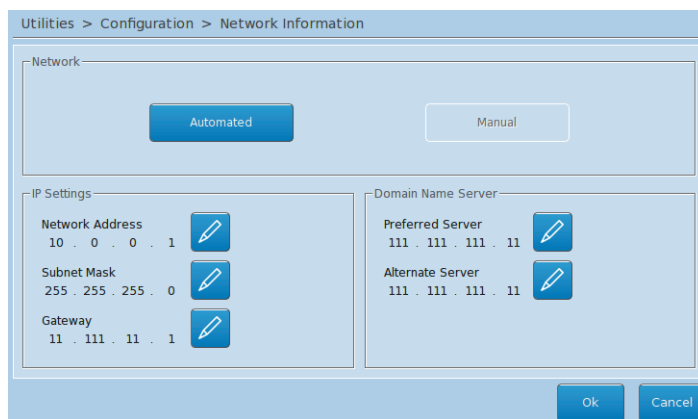 Utilities > Configuration > Network Information
Network
Automated
Manual
IP Settings
Network Address
10 . 0 . 0 . 1
Subnet Mask
255 . 255 . 255 . 0
Gateway
11 . 111 . 11 . 1
Domain Name Server
Preferred Server
111 . 111 . 111 . 11
Alternate Server
111 . 111 . 111 . 11
Ok
Cancel